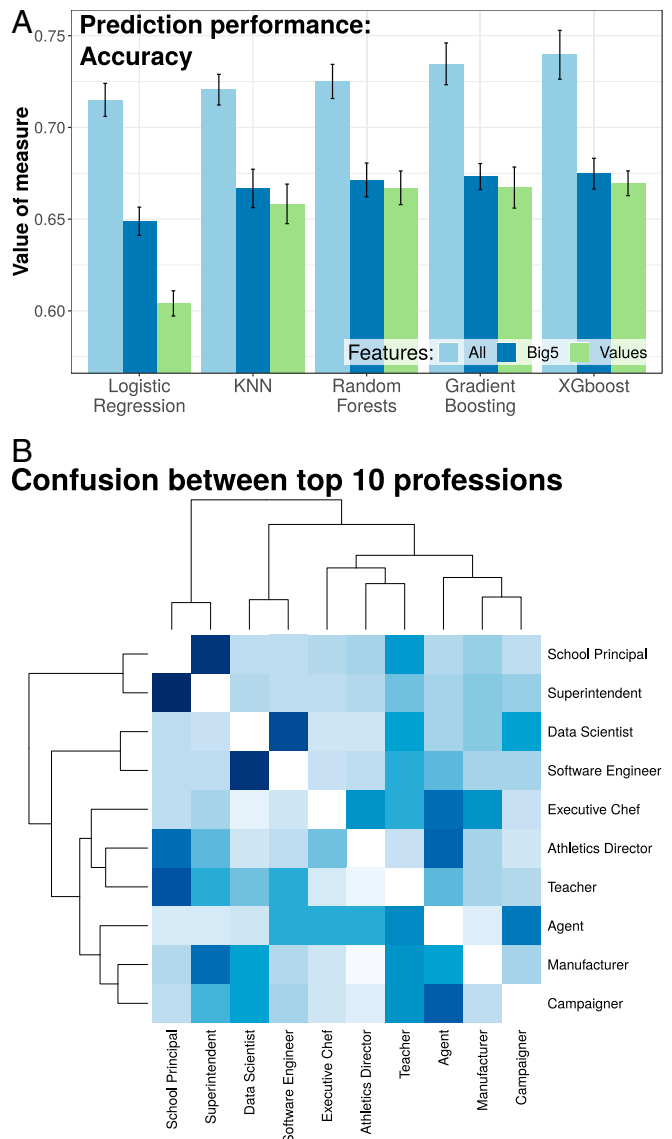 A
Prediction performance:
Accuracy
Value of measure
0.75
0.70
0.65
0.60
Features: All Big5 Values
Logistic
Regression
KNN
Random
Forests
Gradient
Boosting
XGboost
B
Confusion between top 10 professions
School Principal
Superintendent
Data Scientist
Software Engineer
Executive Chef
Athletics Director
Teacher
Agent
Manufacturer
Campaigner
School Principal
Superintendent
Data Scientist
Software Engineer
Executive Chef
Athletics Director
Teacher
Agent
Manufacturer
Campaigner